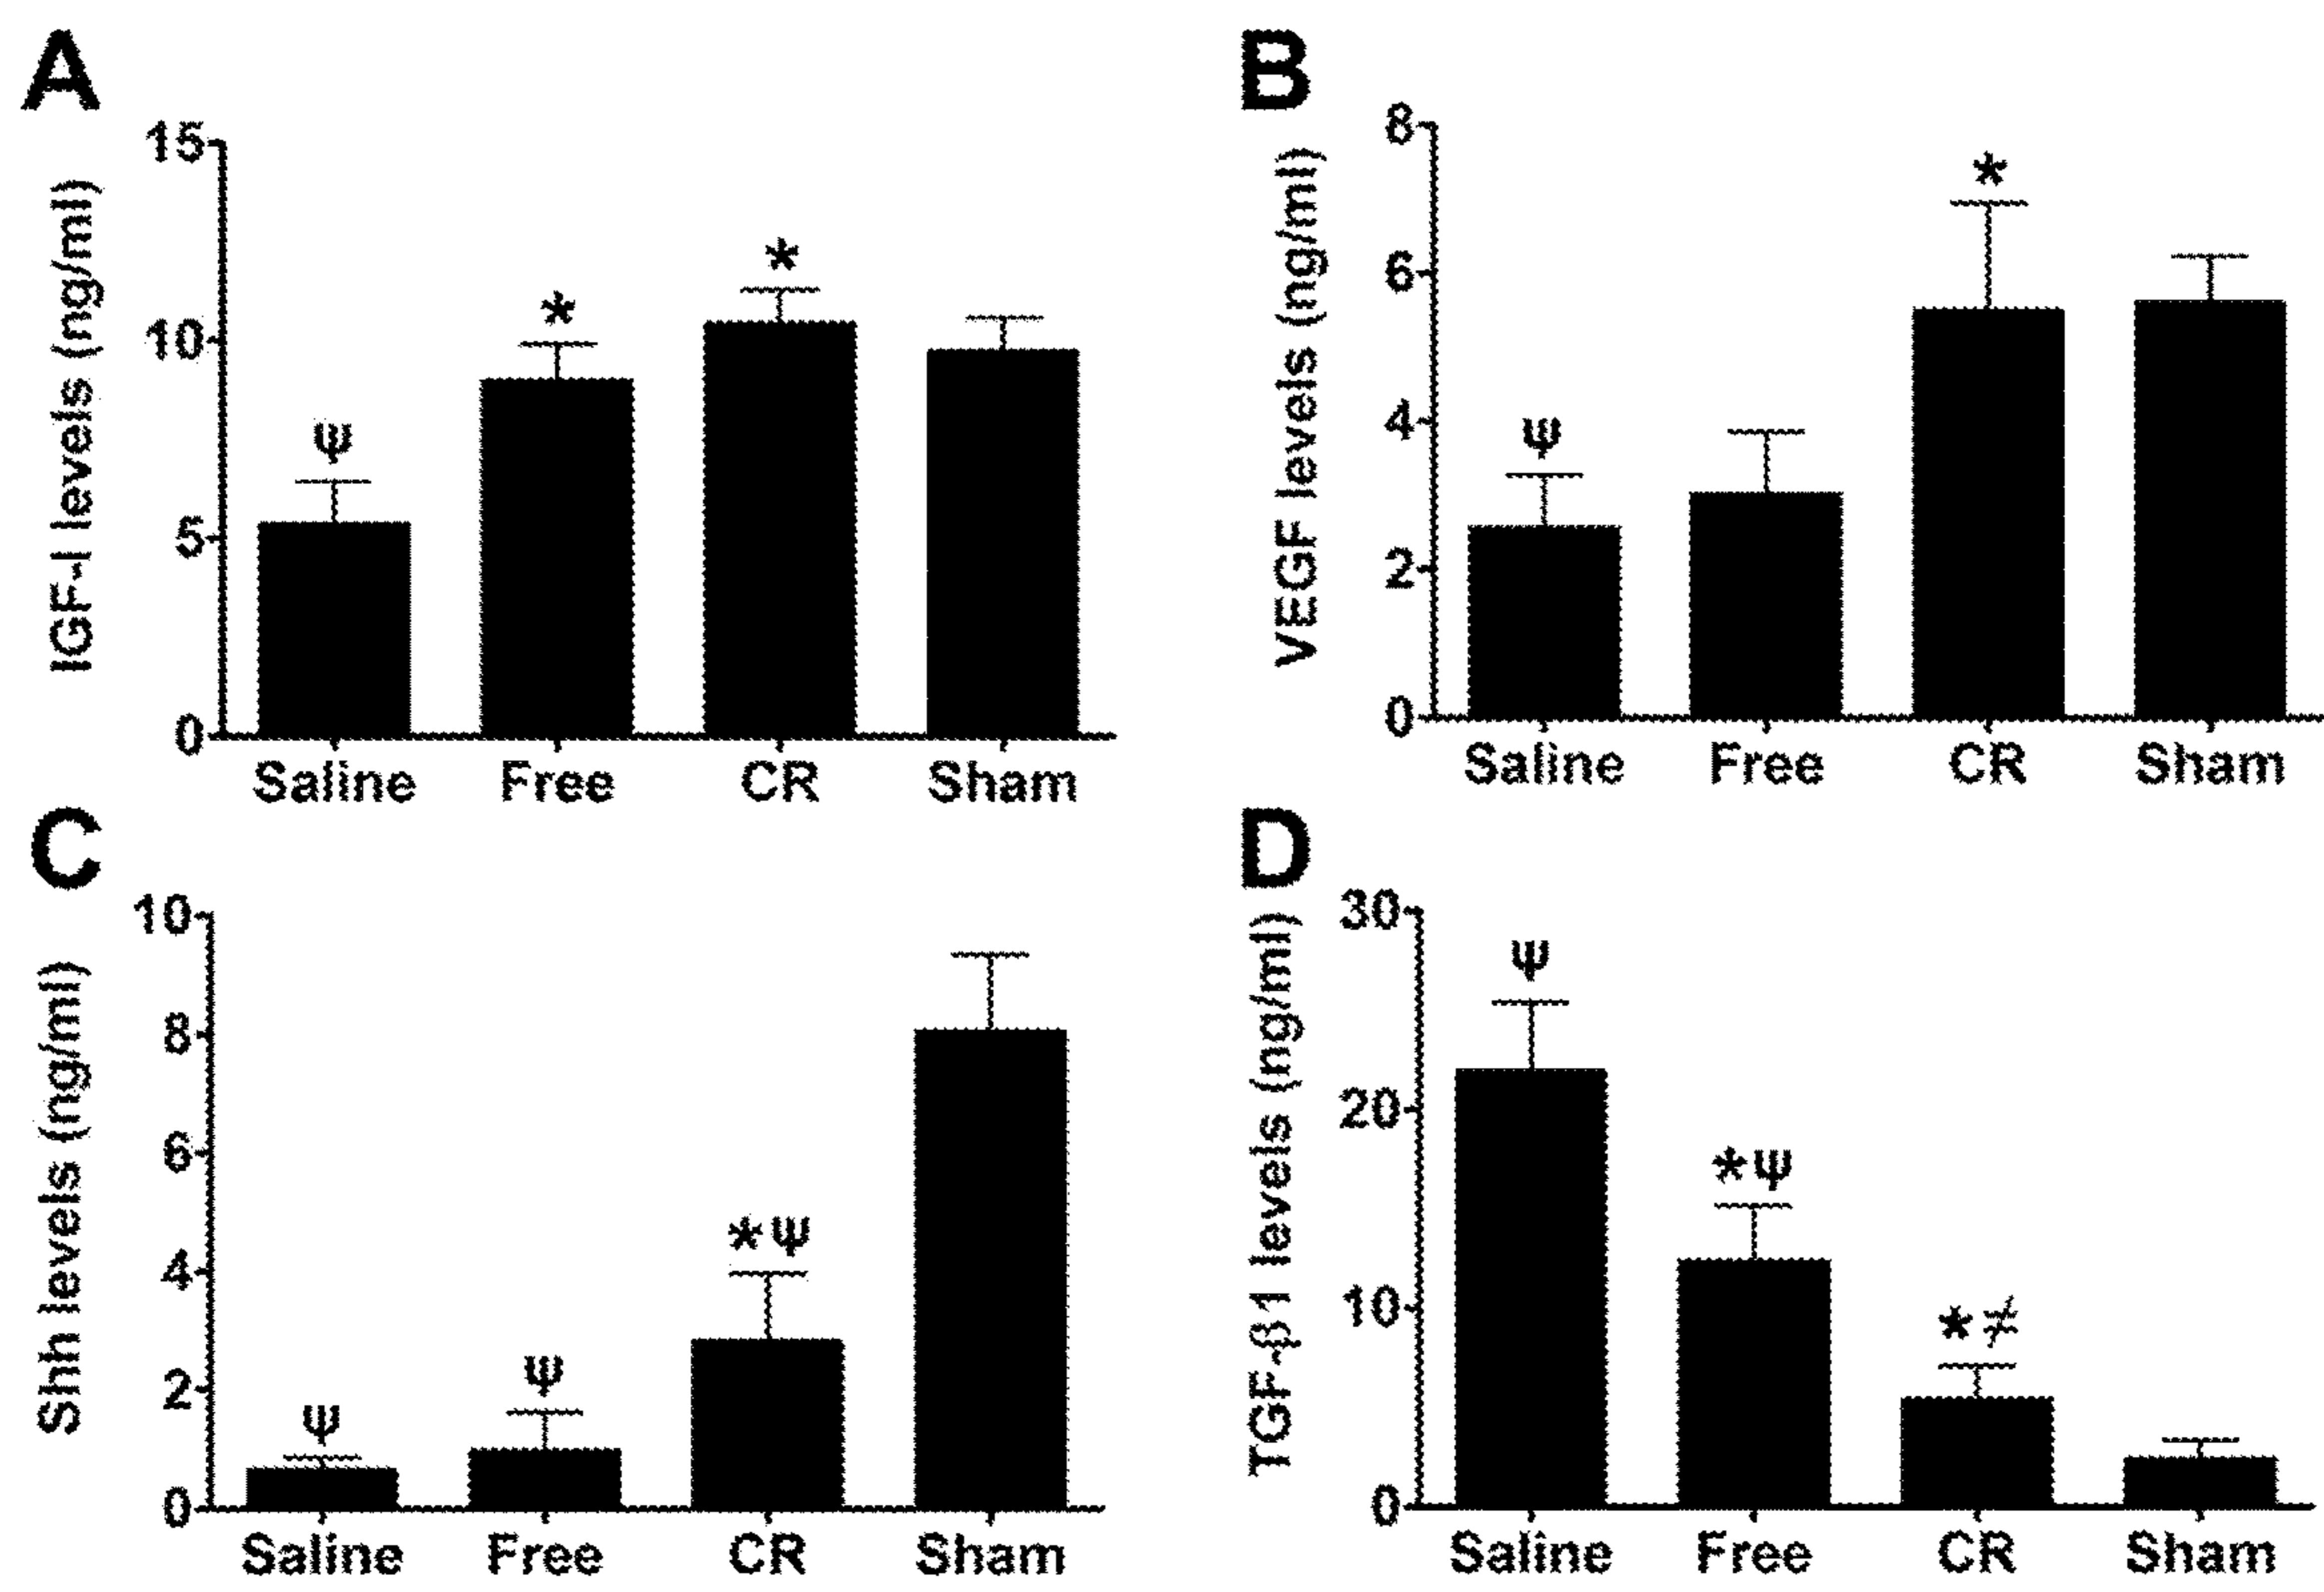 A
IGF-I levels (ng/ml)
15
10
5
0
ψ
*
*
Saline Free CR Sham
B
VEGF levels (ng/ml)
8
6
4
2
0
ψ
*
Saline Free CR Sham
C
Shh levels (ng/ml)
10
8
6
4
2
0
ψ
ψ
*ψ
Saline Free CR Sham
D
TGF-β1 levels (ng/ml)
30
20
10
0
ψ
*ψ
*≠
Saline Free CR Sham